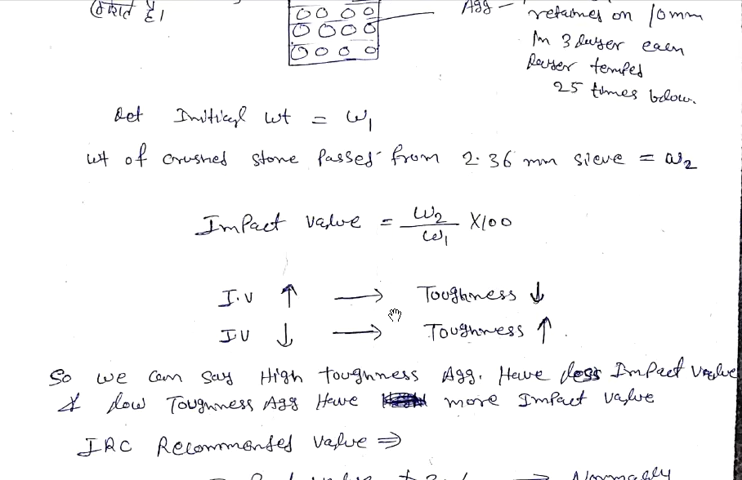 Agg -
retained on 10mm
in 3 layer each
layer temped
25 times below.
Let Initial wt = W1
wt of crushed stone Passed from 2.36 mm sieve = W2
Impact value = W2/W1 X100
I.V ↑ → Toughness ↓
IV ↓ → Toughness ↑
So we can say High toughness Agg. Have less Impact value
& low Toughness Agg Have more Impact value
IRC Recommended value ⇒
→ Normally